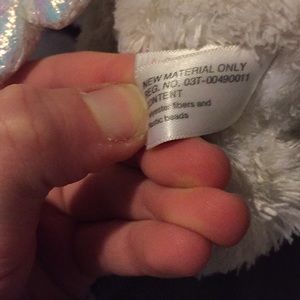 NEW MATERIAL ONLY
REG. NO. 03T-00490011
CONTENT
fibers and
beads